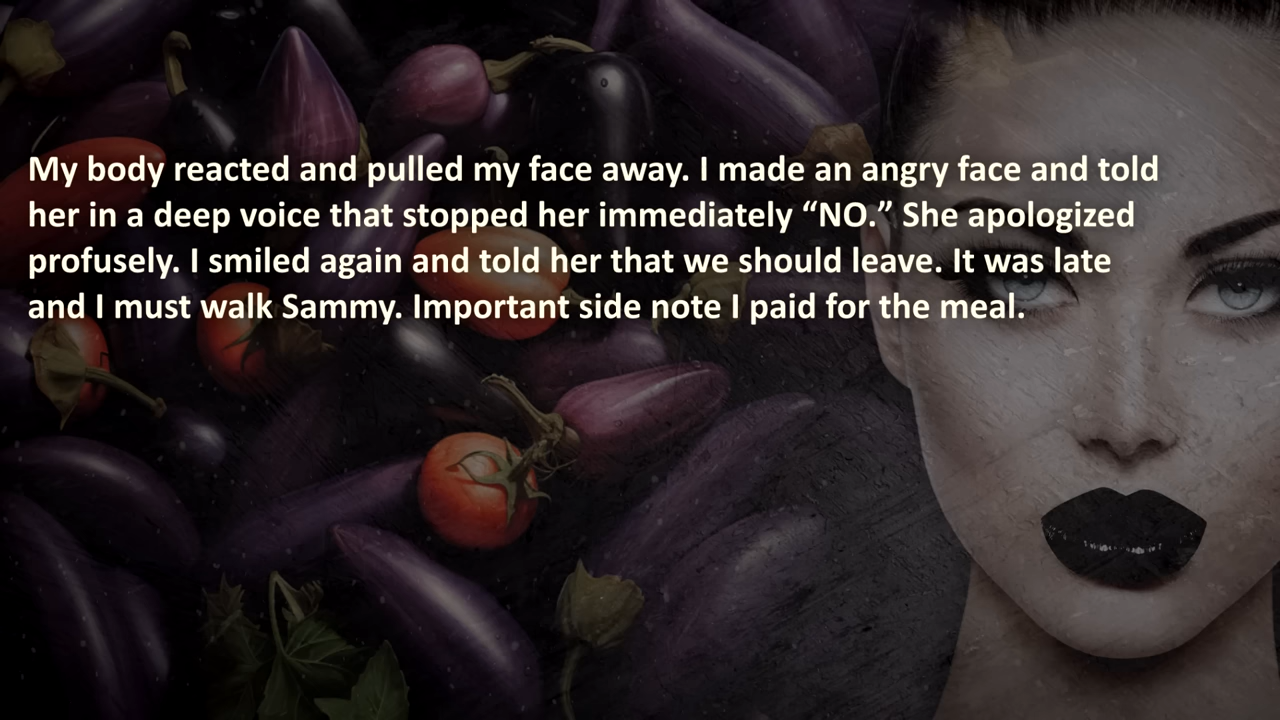 My body reacted and pulled my face away. I made an angry face and told
her in a deep voice that stopped her immediately “NO.” She apologized
profusely. I smiled again and told her that we should leave. It was late
and I must walk Sammy. Important side note I paid for the meal.